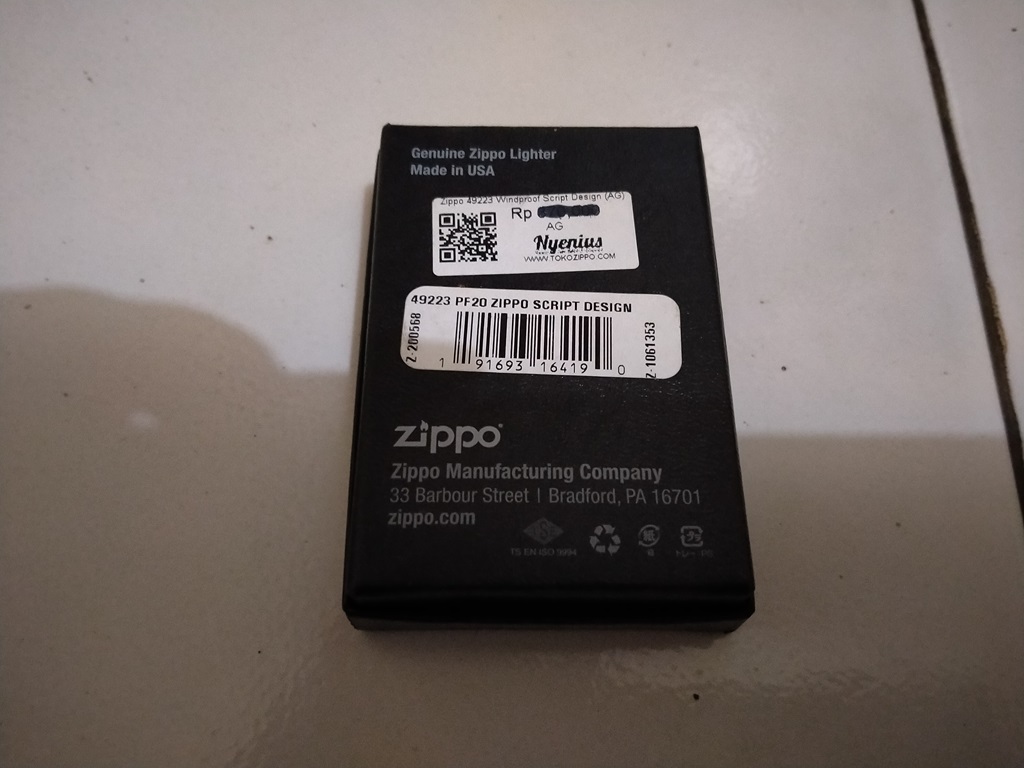 Genuine Zippo Lighter
Made in USA
Zippo 49223 Windproof Script Design (AG)
Rp
AG
Nyenius
WWW.TOKOZIPPO.COM
49223 PF20 ZIPPO SCRIPT DESIGN
Z-200568
1 91693 16419 0
Z-1061353
zippo
Zippo Manufacturing Company
33 Barbour Street | Bradford, PA 16701
zippo.com
TS EN ISO 9994